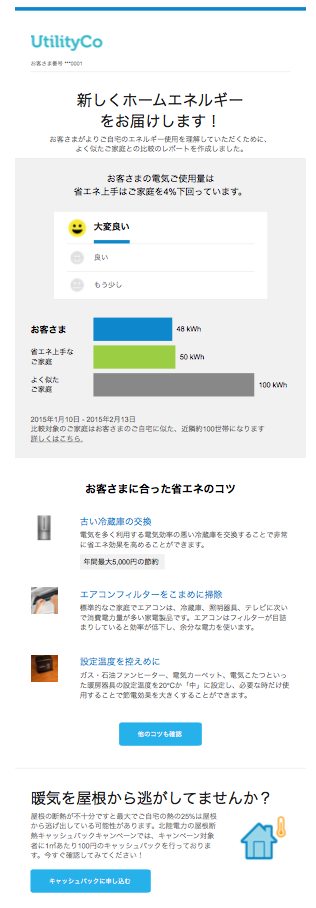 UtilityCo
お客さま番号 ***0001
新しくホームエネルギー
をお届けします！
お客さまがよりご自宅のエネルギー使用を理解していただくために、
よく似たご家庭との比較のレポートを作成しました。
お客さまの電気ご使用量は
省エネ上手はご家庭を4%下回っています。
大変良い
良い
もう少し
お客さま
48 kWh
省エネ上手な
ご家庭
50 kWh
よく似た
ご家庭
100 kWh
2015年1月10日 - 2015年2月13日
比較対象のご家庭はお客さまのご自宅に似た、近隣約100世帯になります
詳しくはこちら.
お客さまに合った省エネのコツ
古い冷蔵庫の交換
電気を多く利用する電気効率の悪い冷蔵庫を交換することで非常
に省エネ効果を高めることができます。
年間最大5,000円の節約
エアコンフィルターをこまめに掃除
標準的なご家庭でエアコンは、冷蔵庫、照明器具、テレビに次い
で消費電力量が多い家電製品です。エアコンはフィルターが目詰
まりしていると効率が低下し、余分な電力を使います。
設定温度を控えめに
ガス・石油ファンヒーター、電気カーペット、電気こたつといっ
た暖房器具の設定温度を20°Cか「中」に設定し、必要な時だけ使
用することで節電効果を大きくすることができます。
他のコツも確認
暖気を屋根から逃がしてませんか？
屋根の断熱が不十分ですと最大でご自宅の熱の25%は屋根
から逃げ出している可能性があります。北陸電力の屋根断
熱キャッシュバックキャンペーンでは、キャンペーン対象
者に1㎡あたり100円のキャッシュバックを行っておりま
す。今すぐ確認してみてください！
キャッシュバックに申し込む